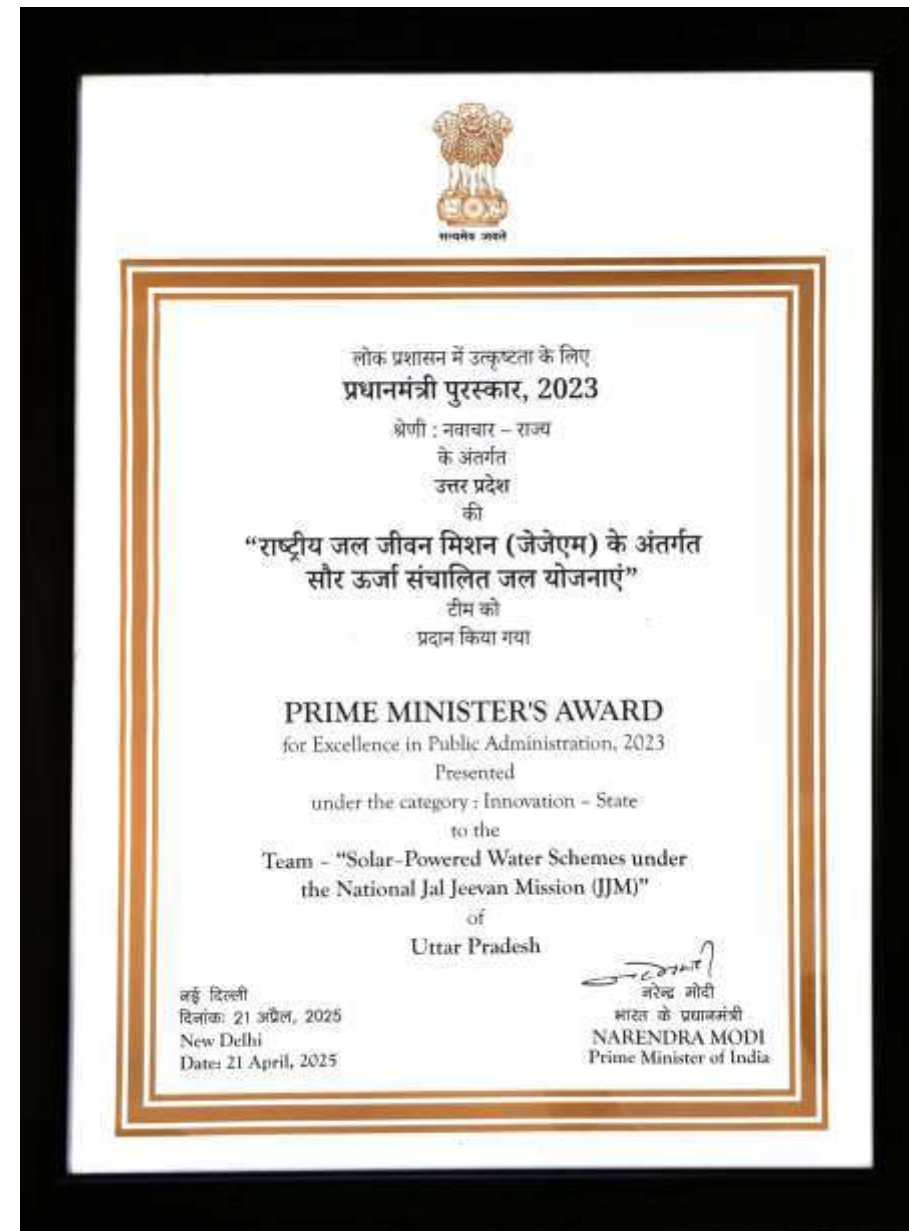 सत्यमेव जयते
लोक प्रशासन में उत्कृष्टता के लिए
प्रधानमंत्री पुरस्कार, 2023
श्रेणी : नवाचार – राज्य
के अंतर्गत
उत्तर प्रदेश
की
“राष्ट्रीय जल जीवन मिशन (जेजेएम) के अंतर्गत
सौर ऊर्जा संचालित जल योजनाएं”
टीम को
प्रदान किया गया
PRIME MINISTER'S AWARD
for Excellence in Public Administration, 2023
Presented
under the category : Innovation – State
to the
Team – “Solar-Powered Water Schemes under
the National Jal Jeevan Mission (JJM)”
of
Uttar Pradesh
नई दिल्ली
दिनांकः 21 अप्रैल, 2025
New Delhi
Date: 21 April, 2025
नरेन्द्र मोदी
भारत के प्रधानमंत्री
NARENDRA MODI
Prime Minister of India